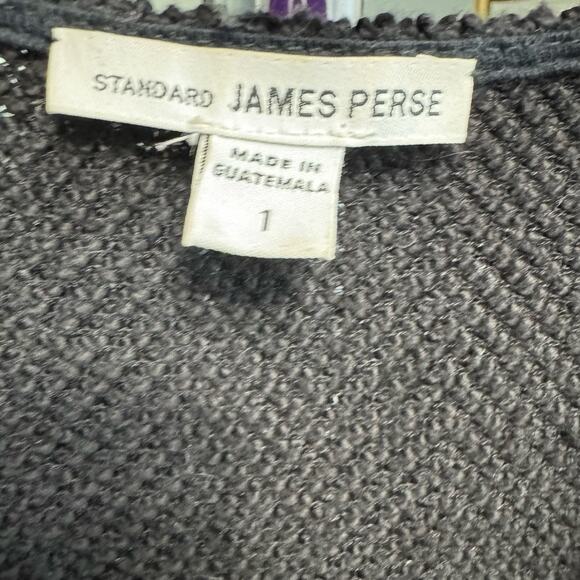 STANDARD JAMES PERSE
MADE IN
GUATEMALA
1